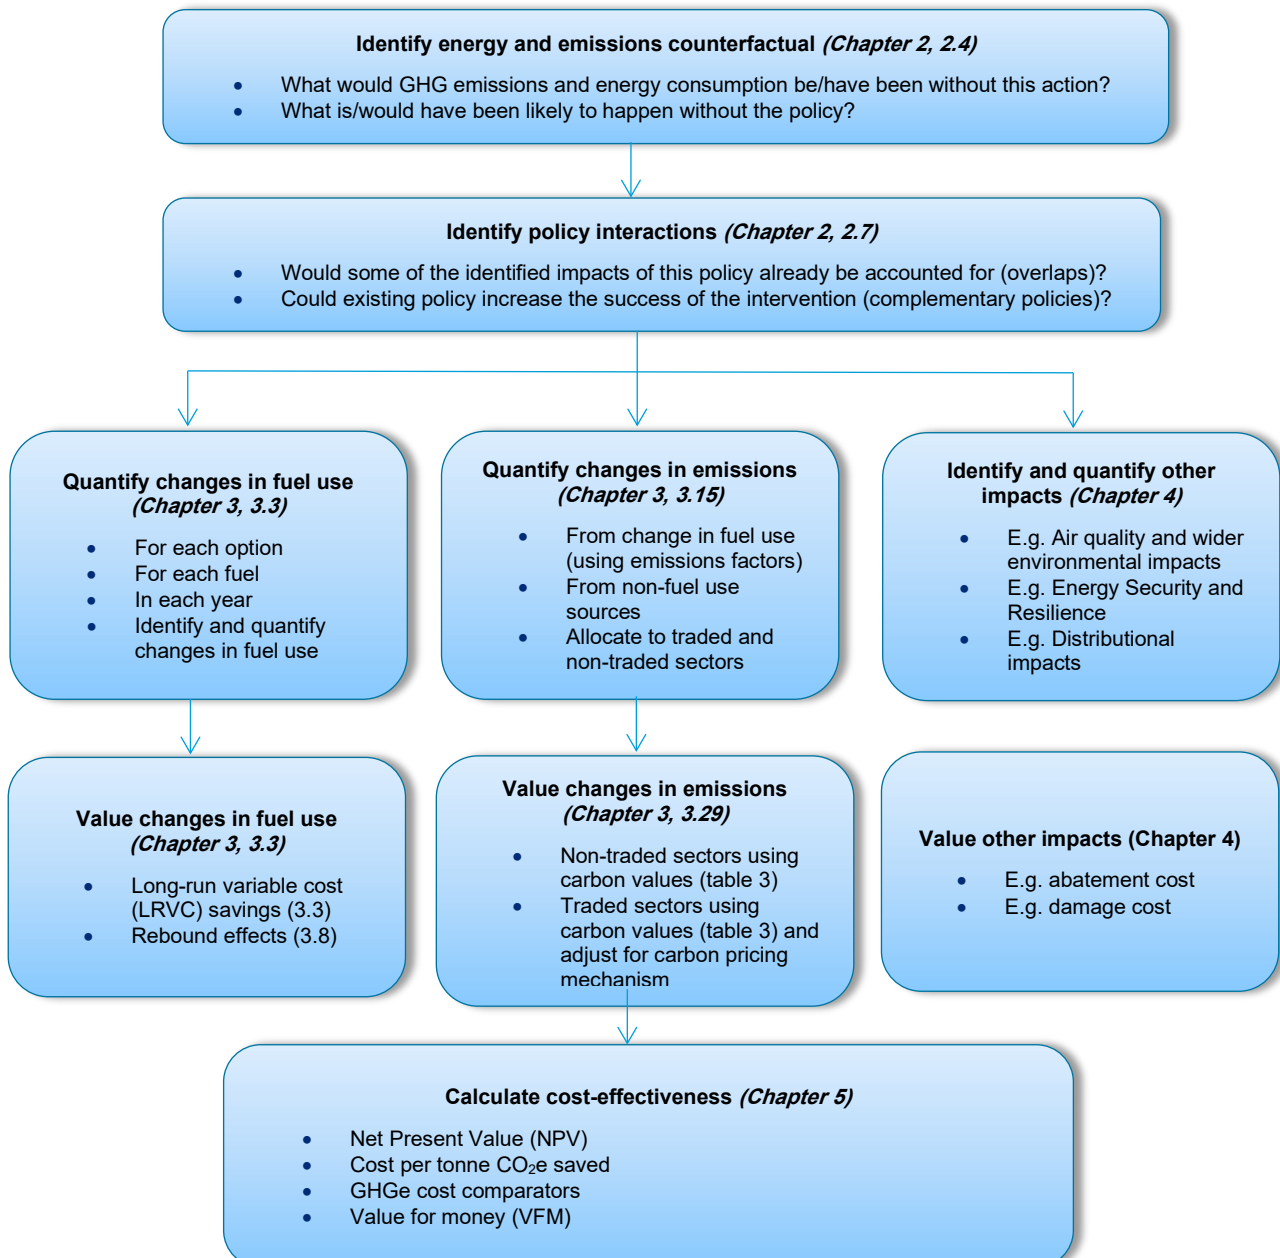 Identify energy and emissions counterfactual (Chapter 2, 2.4)
• What would GHG emissions and energy consumption be/have been without this action?
• What is/would have been likely to happen without the policy?
Identify policy interactions (Chapter 2, 2.7)
• Would some of the identified impacts of this policy already be accounted for (overlaps)?
• Could existing policy increase the success of the intervention (complementary policies)?
Quantify changes in fuel use
(Chapter 3, 3.3)
• For each option
• For each fuel
• In each year
• Identify and quantify
changes in fuel use
Quantify changes in emissions
(Chapter 3, 3.15)
• From change in fuel use
(using emissions factors)
• From non-fuel use
sources
• Allocate to traded and
non-traded sectors
Identify and quantify other
impacts (Chapter 4)
• E.g. Air quality and wider
environmental impacts
• E.g. Energy Security and
Resilience
• E.g. Distributional
impacts
Value changes in fuel use
(Chapter 3, 3.3)
• Long-run variable cost
(LRVC) savings (3.3)
• Rebound effects (3.8)
Value changes in emissions
(Chapter 3, 3.29)
• Non-traded sectors using
carbon values (table 3)
• Traded sectors using
carbon values (table 3) and
adjust for carbon pricing
mechanism
Value other impacts (Chapter 4)
• E.g. abatement cost
• E.g. damage cost
Calculate cost-effectiveness (Chapter 5)
• Net Present Value (NPV)
• Cost per tonne CO₂e saved
• GHGe cost comparators
• Value for money (VFM)